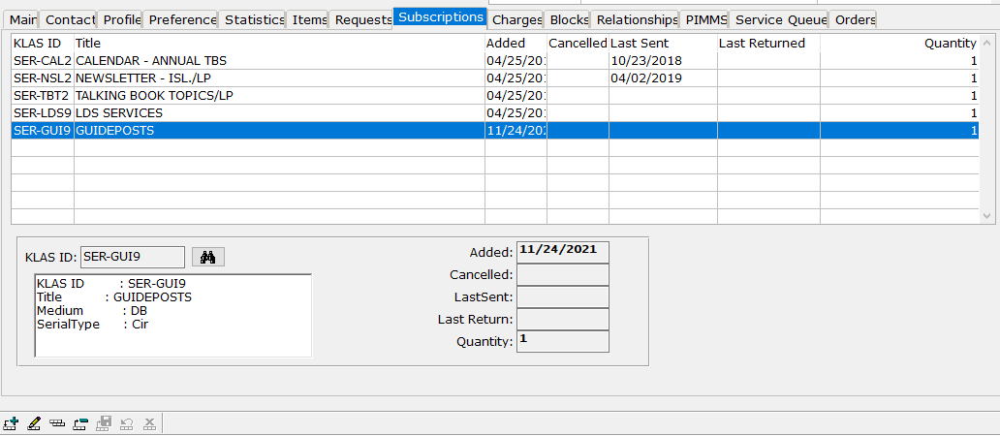 Main Contact Profile Preference Statistics Items Requests Subscriptions Charges Blocks Relationships PIMMS Service Queue Orders
KLAS ID Title Added Cancelled Last Sent Last Returned Quantity
SER-CAL2 CALENDAR - ANNUAL TBS 04/25/201 10/23/2018 1
SER-NSL2 NEWSLETTER - ISL./LP 04/25/201 04/02/2019 1
SER-TBT2 TALKING BOOK TOPICS/LP 04/25/201 1
SER-LDS9 LDS SERVICES 04/25/201 1
SER-GUI9 GUIDEPOSTS 11/24/202 1
KLAS ID: SER-GUI9
KLAS ID : SER-GUI9
Title : GUIDEPOSTS
Medium : DB
SerialType : Cir
Added: 11/24/2021
Cancelled:
LastSent:
Last Return:
Quantity: 1